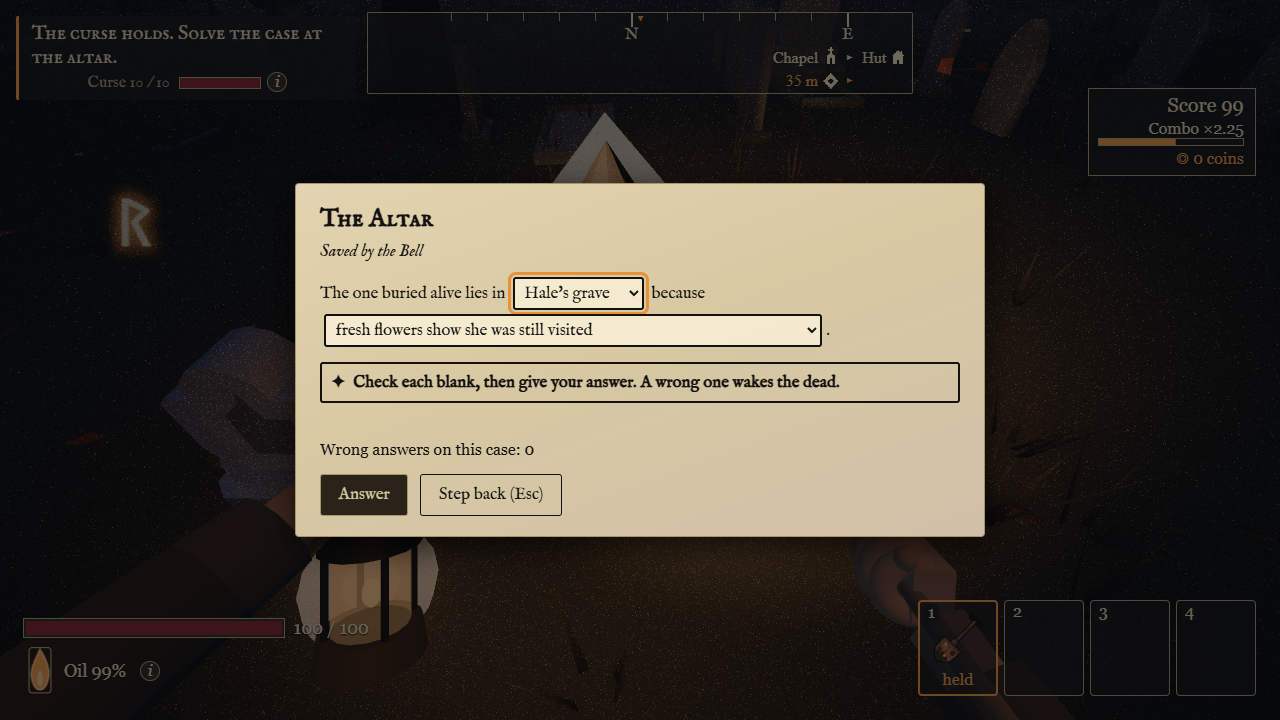 The curse holds. Solve the case at
the altar.
Curse 10 / 10 i
N
E
Chapel Hut
35 m
Score 99
Combo ×2.25
© 0 coins
ᚱ
The Altar
Saved by the Bell
The one buried alive lies in Hale's grave because
fresh flowers show she was still visited .
✦ Check each blank, then give your answer. A wrong one wakes the dead.
Wrong answers on this case: 0
Answer Step back (Esc)
100 / 100
Oil 99% i
1 2 3 4
held